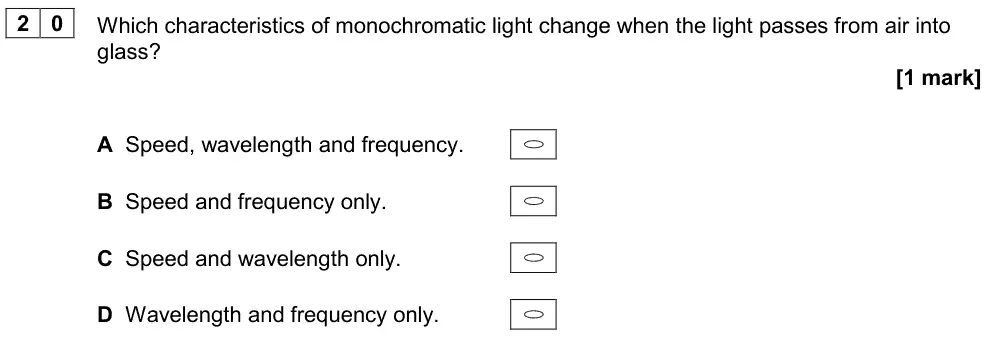 2 0 Which characteristics of monochromatic light change when the light passes from air into
glass?
[1 mark]
A Speed, wavelength and frequency.
B Speed and frequency only.
C Speed and wavelength only.
D Wavelength and frequency only.